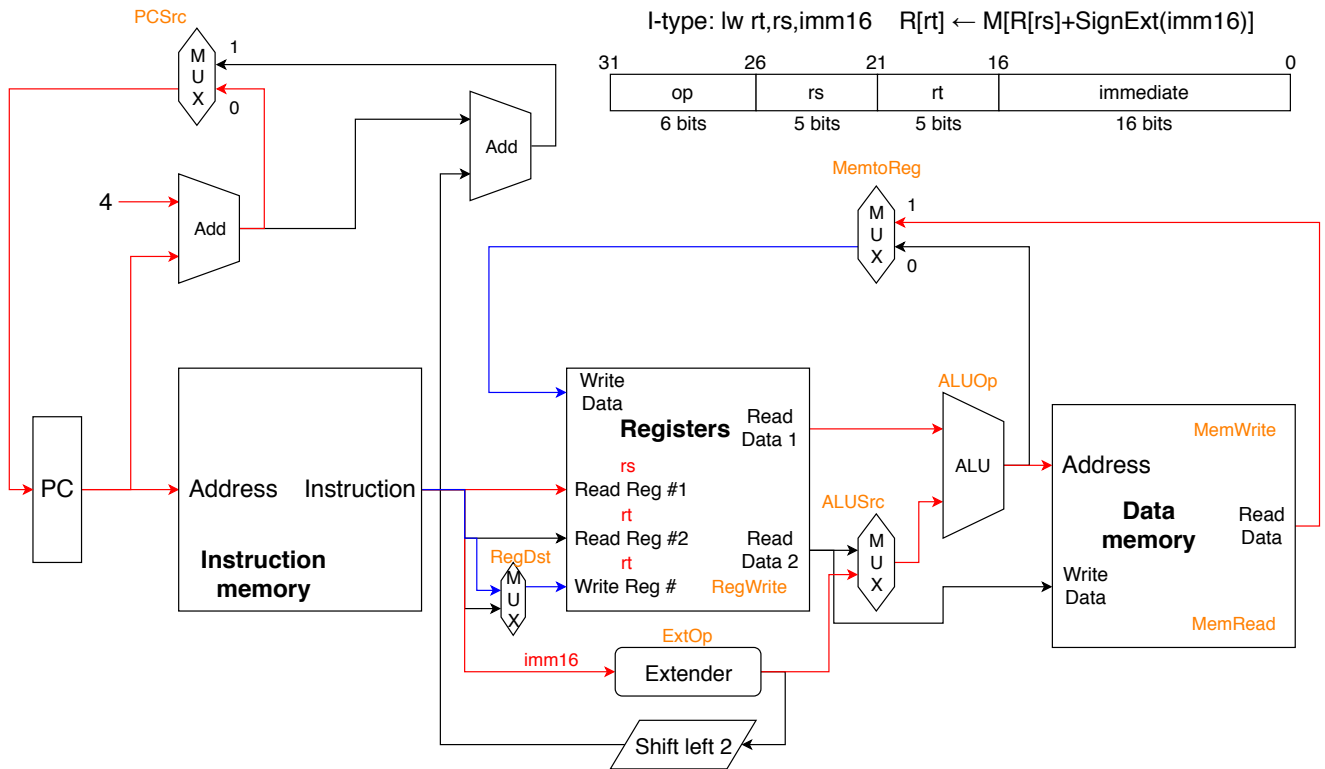 PCSrc
I-type: lw rt,rs,imm16 R[rt] ← M[R[rs]+SignExt(imm16)]
M
U
X
1
0
31 26 21 16 0
op rs rt immediate
6 bits 5 bits 5 bits 16 bits
Add
4
Add
MemtoReg
M
U
X
1
0
PC
Address Instruction
Instruction
memory
Write
Data
Registers
Read
Data 1
rs
Read Reg #1
rt
Read Reg #2
rt
Write Reg #
Read
Data 2
RegWrite
RegDst
M
U
X
ALUOp
ALU
ALUSrc
M
U
X
MemWrite
Address
Data
memory
Read
Data
Write
Data
MemRead
imm16
ExtOp
Extender
Shift left 2